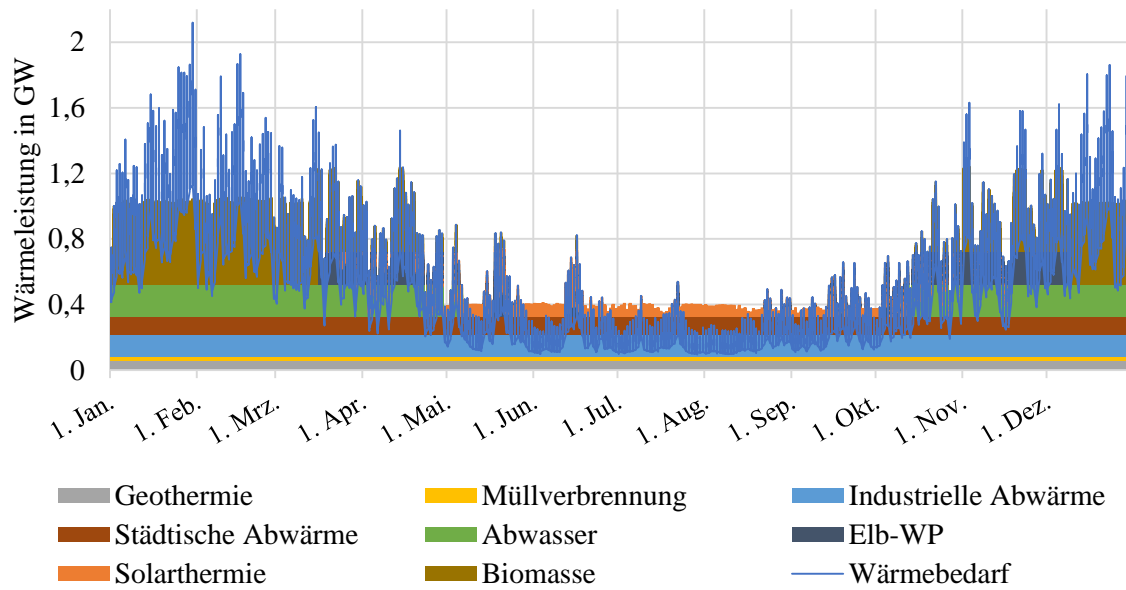 Wärmeleistung in GW
2
1,6
1,2
0,8
0,4
0
1. Jan.
1. Feb.
1. Mrz.
1. Apr.
1. Mai.
1. Jun.
1. Jul.
1. Aug.
1. Sep.
1. Okt.
1. Nov.
1. Dez.
Geothermie
Müllverbrennung
Industrielle Abwärme
Städtische Abwärme
Abwasser
Elb-WP
Solarthermie
Biomasse
Wärmebedarf